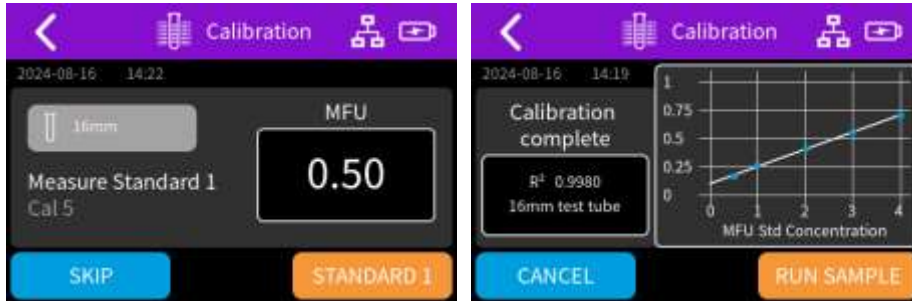 Calibration
2024-08-16 14:22
16mm
MFU
0.50
Measure Standard 1
Cal 5
SKIP
STANDARD 1
Calibration
2024-08-16 14:19
Calibration
complete
R² 0.9980
16mm test tube
1
0.75
0.5
0.25
0
0 1 2 3 4
MFU Std Concentration
CANCEL
RUN SAMPLE